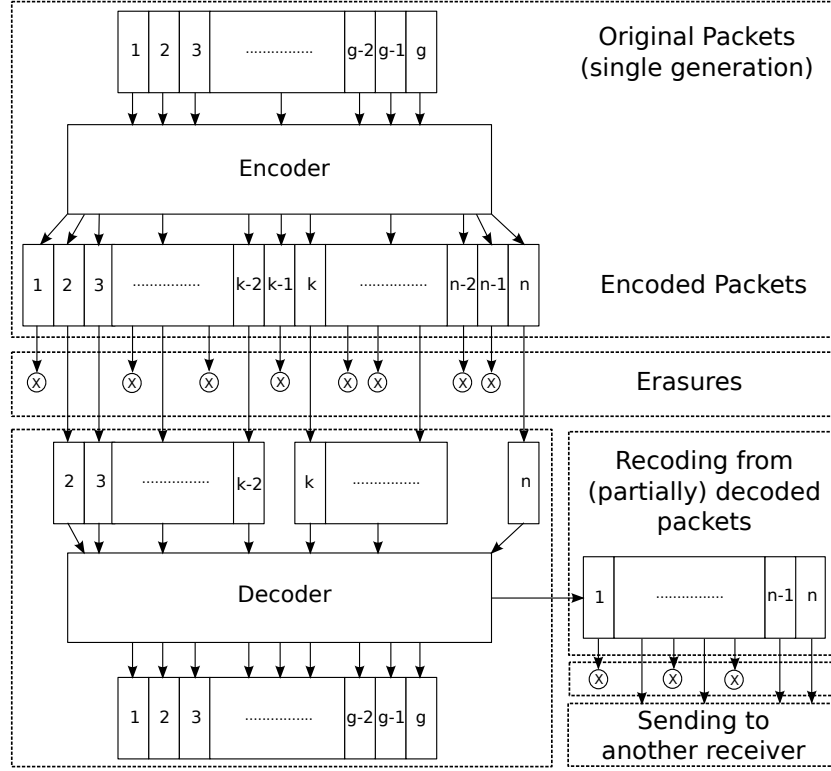 1 2 3 ................ g-2 g-1 g
Original Packets
(single generation)
Encoder
1 2 3 ................ k-2 k-1 k ................ n-2 n-1 n
Encoded Packets
X X X X X X X X
Erasures
2 3 ................ k-2 k ................ n
Recoding from
(partially) decoded
packets
Decoder
1 ................ n-1 n
X X X
1 2 3 ................ g-2 g-1 g
Sending to
another receiver